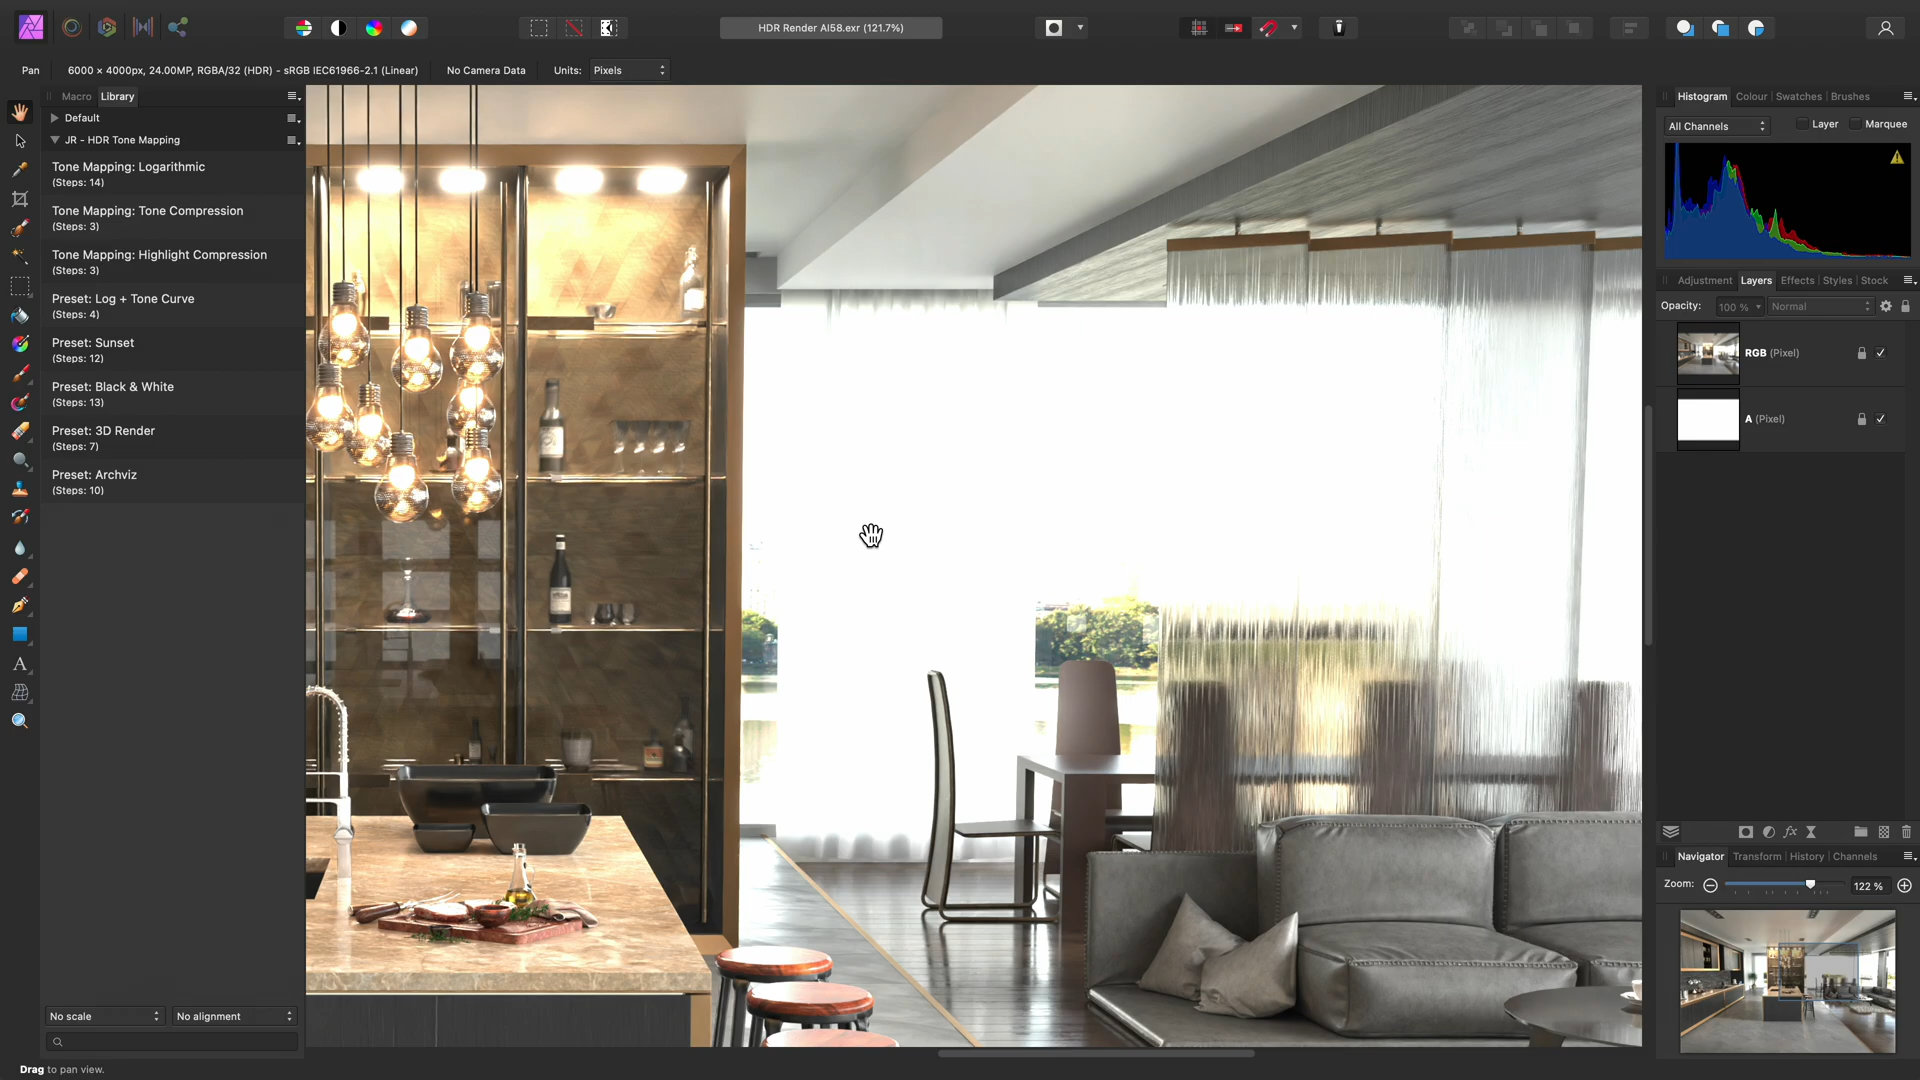 HDR Render AI58.exr (121.7%)
Pan
6000 × 4000px, 24.00MP, RGBA/32 (HDR) - sRGB IEC61966-2.1 (Linear)
No Camera Data
Units:
Pixels
Macro
Library
Default
JR - HDR Tone Mapping
Tone Mapping: Logarithmic
(Steps: 14)
Tone Mapping: Tone Compression
(Steps: 3)
Tone Mapping: Highlight Compression
(Steps: 3)
Preset: Log + Tone Curve
(Steps: 4)
Preset: Sunset
(Steps: 12)
Preset: Black & White
(Steps: 13)
Preset: 3D Render
(Steps: 7)
Preset: Archviz
(Steps: 10)
No scale
No alignment
Drag to pan view.
Histogram
Colour
Swatches
Brushes
All Channels
Layer
Marquee
Adjustment
Layers
Effects
Styles
Stock
Opacity:
100 %
Normal
RGB (Pixel)
A (Pixel)
fx
Navigator
Transform
History
Channels
Zoom:
122 %